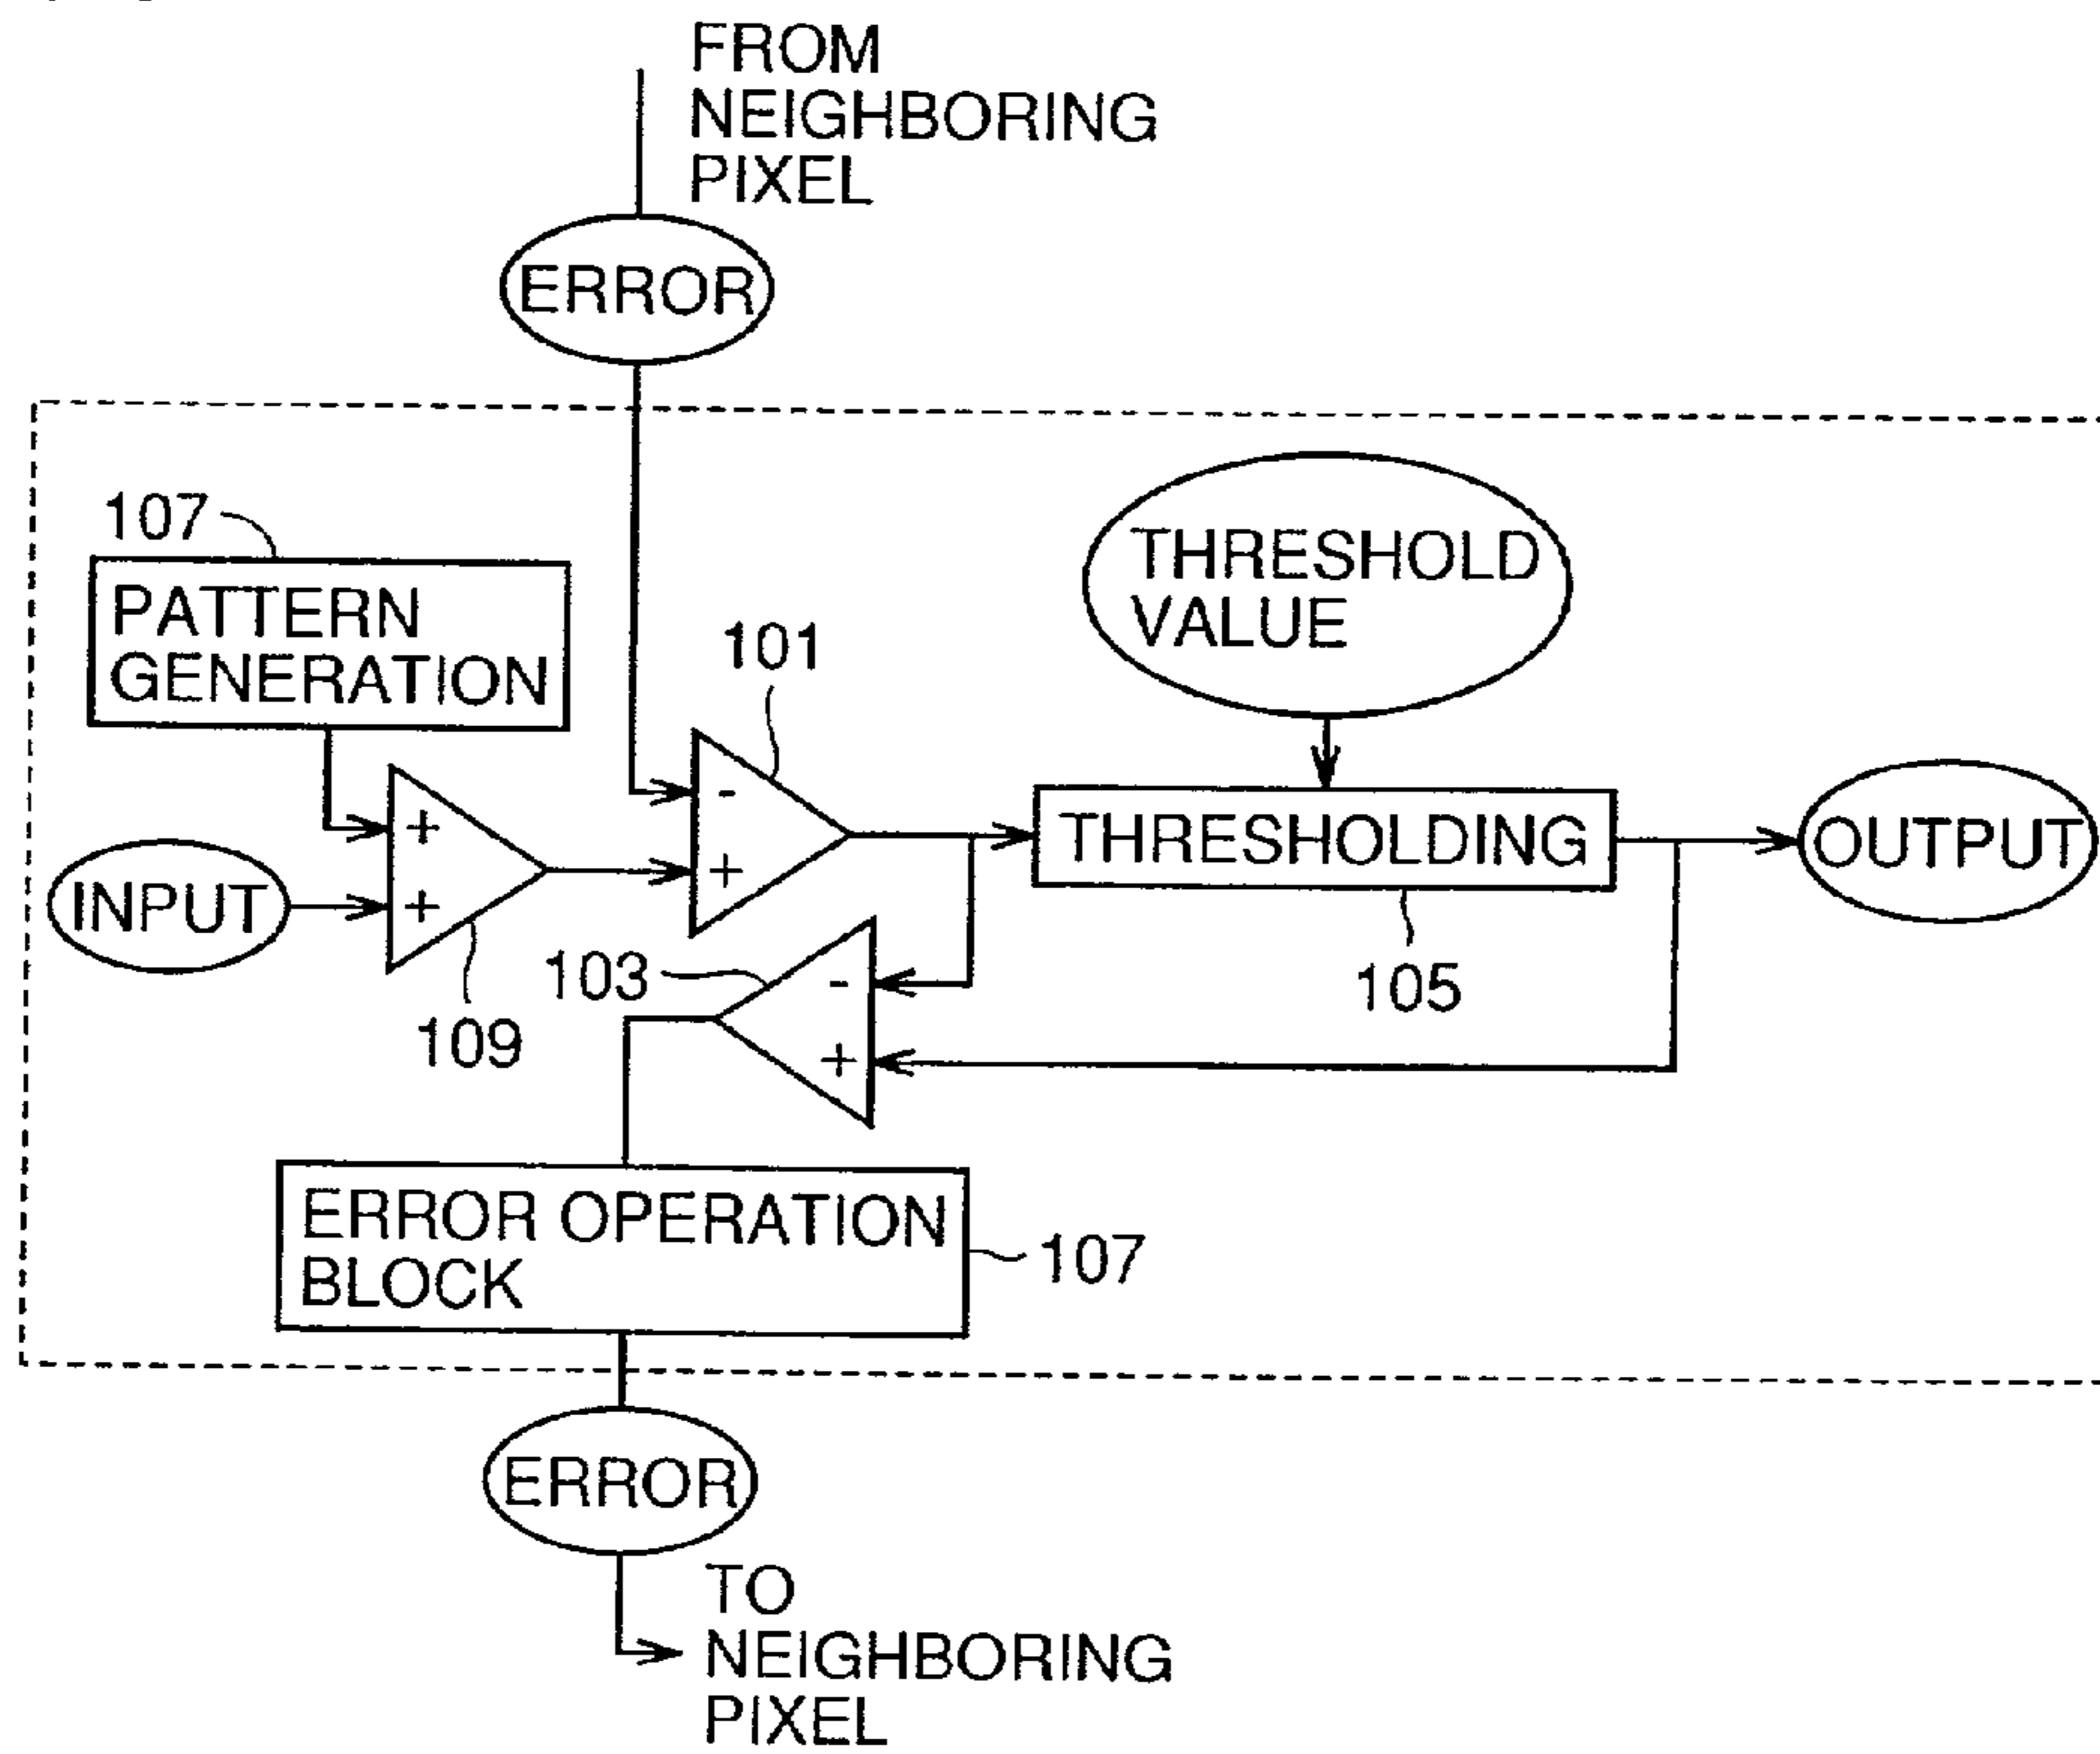 FROM
NEIGHBORING
PIXEL
ERROR
107
PATTERN
GENERATION
101
THRESHOLD
VALUE
-
+
+
+
INPUT
THRESHOLDING
OUTPUT
103
-
+
109
105
ERROR OPERATION
BLOCK
107
ERROR
TO
NEIGHBORING
PIXEL